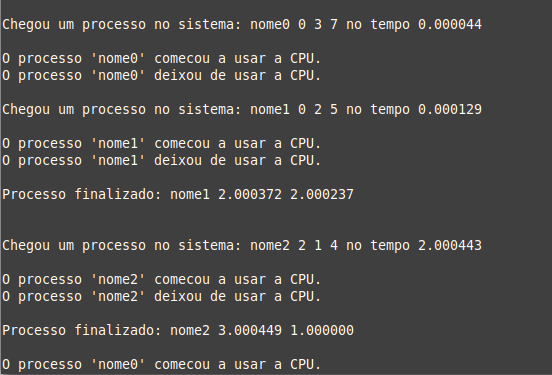 Chegou um processo no sistema: nome0 0 3 7 no tempo 0.000044
O processo 'nome0' comecou a usar a CPU.
O processo 'nome0' deixou de usar a CPU.
Chegou um processo no sistema: nome1 0 2 5 no tempo 0.000129
O processo 'nome1' comecou a usar a CPU.
O processo 'nome1' deixou de usar a CPU.
Processo finalizado: nome1 2.000372 2.000237
Chegou um processo no sistema: nome2 2 1 4 no tempo 2.000443
O processo 'nome2' comecou a usar a CPU.
O processo 'nome2' deixou de usar a CPU.
Processo finalizado: nome2 3.000449 1.000000
O processo 'nome0' comecou a usar a CPU.